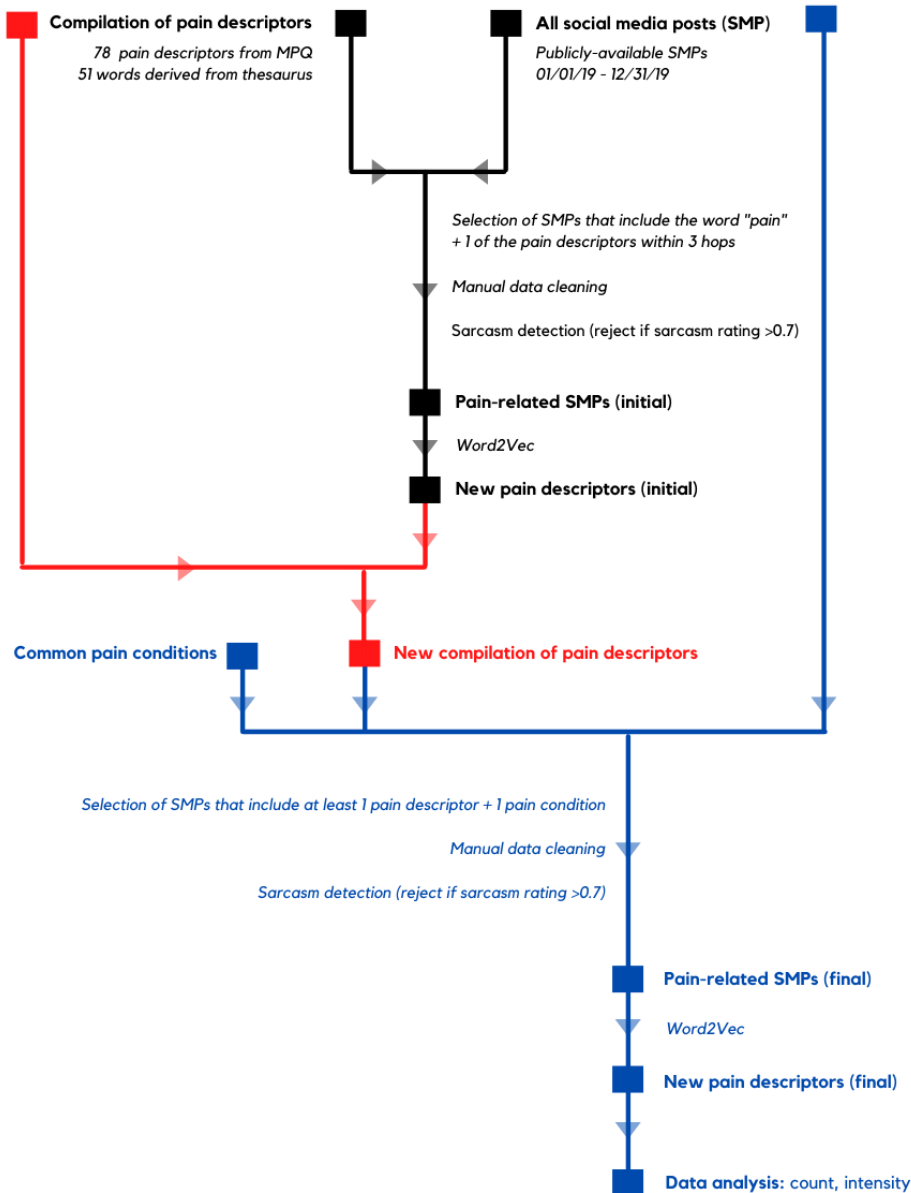 Compilation of pain descriptors
78 pain descriptors from MPQ
51 words derived from thesaurus
All social media posts (SMP)
Publicly-available SMPs
01/01/19 - 12/31/19
Selection of SMPs that include the word "pain"
+ 1 of the pain descriptors within 3 hops
Manual data cleaning
Sarcasm detection (reject if sarcasm rating >0.7)
Pain-related SMPs (initial)
Word2Vec
New pain descriptors (initial)
Common pain conditions
New compilation of pain descriptors
Selection of SMPs that include at least 1 pain descriptor + 1 pain condition
Manual data cleaning
Sarcasm detection (reject if sarcasm rating >0.7)
Pain-related SMPs (final)
Word2Vec
New pain descriptors (final)
Data analysis: count, intensity